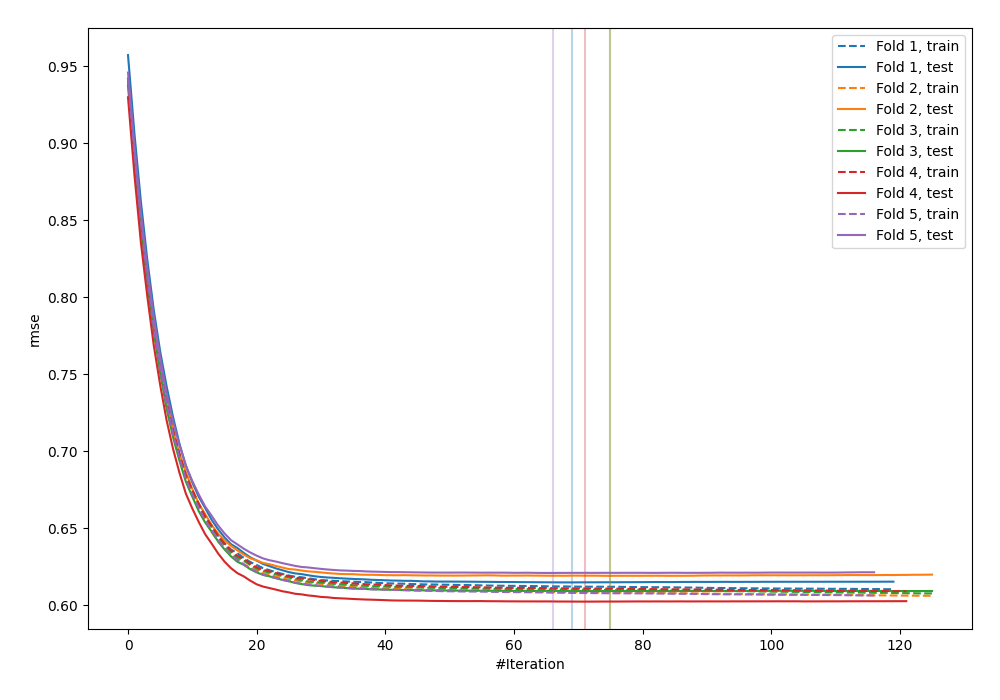 0.95
0.90
0.85
0.80
0.75
0.70
0.65
0.60
rmse
0
20
40
60
80
100
120
#Iteration
Fold 1, train
Fold 1, test
Fold 2, train
Fold 2, test
Fold 3, train
Fold 3, test
Fold 4, train
Fold 4, test
Fold 5, train
Fold 5, test